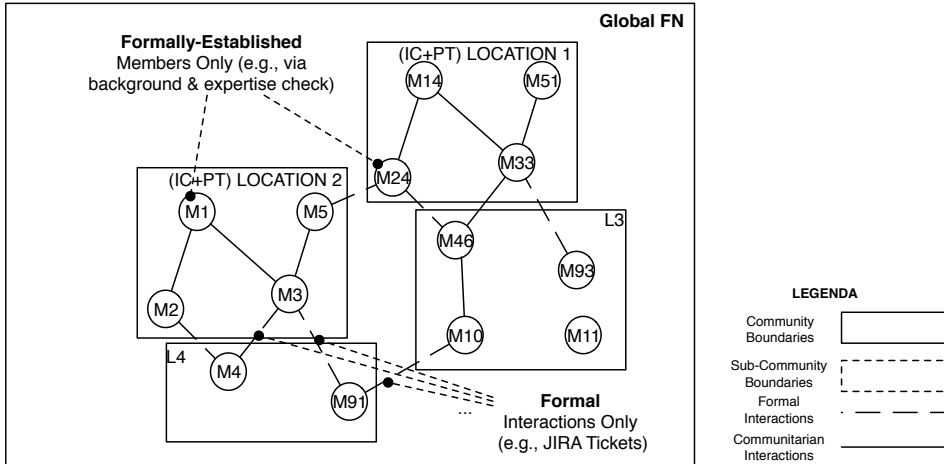 Global FN
Formally-Established
Members Only (e.g., via
background & expertise check)
(IC+PT) LOCATION 1
M14
M51
M33
M24
(IC+PT) LOCATION 2
M1
M5
M3
M2
L3
M46
M93
M10
M11
L4
M4
M91
...
Formal
Interactions Only
(e.g., JIRA Tickets)
LEGENDA
Community
Boundaries
Sub-Community
Boundaries
Formal
Interactions
Communitarian
Interactions